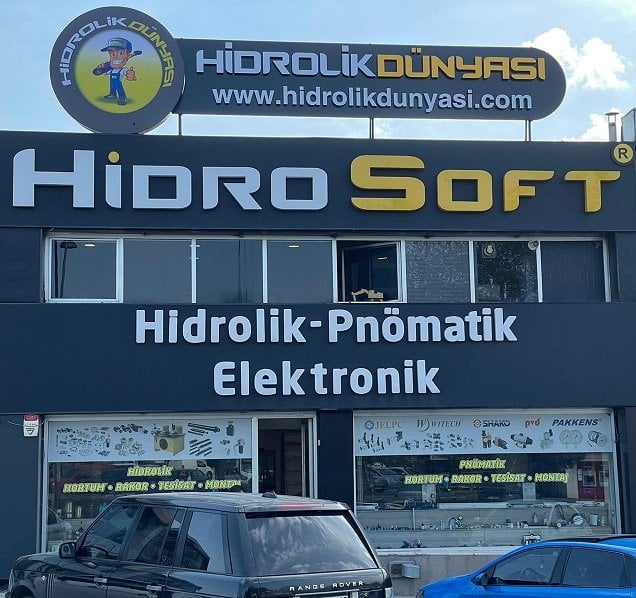 HİDROLİK DÜNYASI
HİDROLİKDÜNYASI
www.hidrolikdunyasi.com
HİDRO SOFT ®
Hidrolik-Pnömatik
Elektronik
JELPC WITECH SHAKO pvd PAKKENS
HİDROLİK
HORTUM • RAKOR • TESİSAT • MONTAJ
PNÖMATİK
HORTUM • RAKOR • TESİSAT • MONTAJ
RANGE ROVER